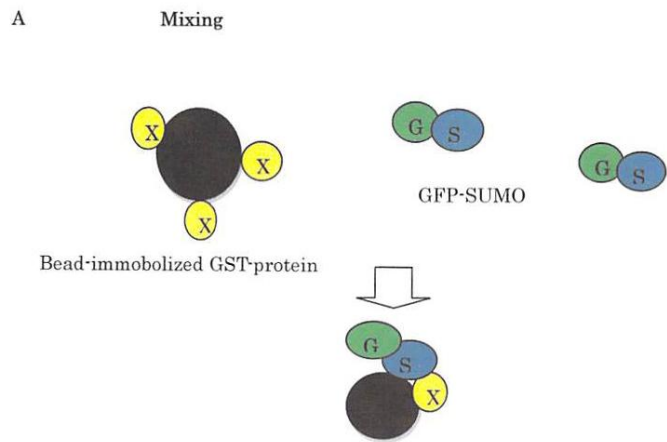 A Mixing
X G S
X G S
X GFP-SUMO
Bead-immobolized GST-protein
G
S
X